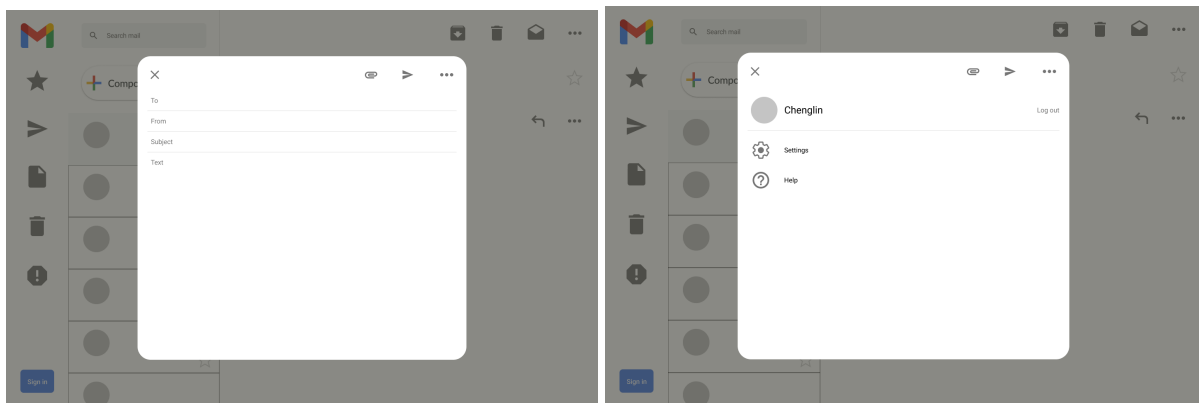 Search mail
Compo
To
From
Subject
Text
Sign in
Search mail
Compo
Chenglin
Log out
Settings
Help
Sign in